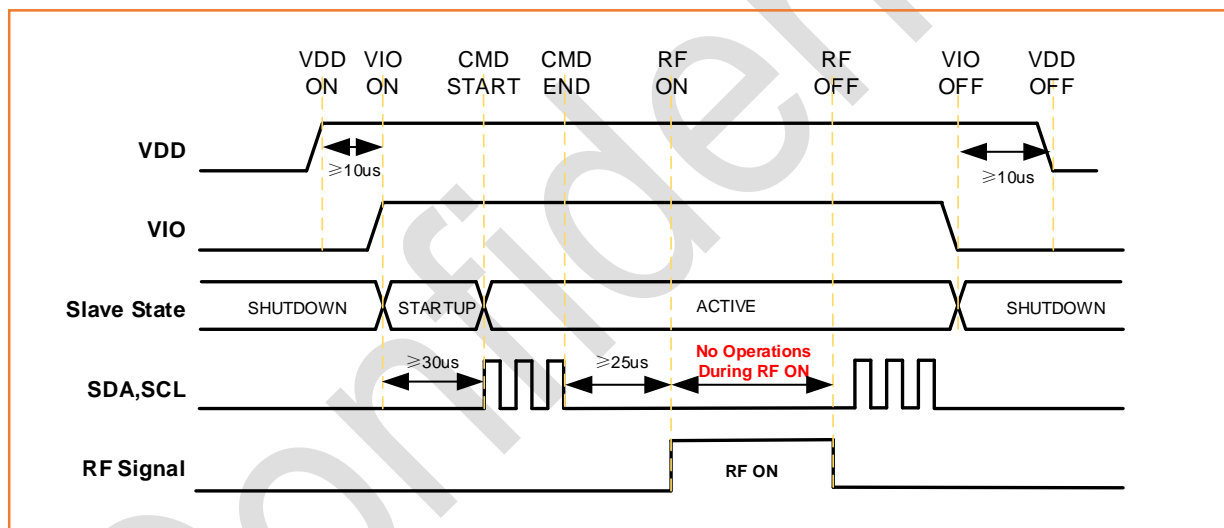 VDD VIO CMD CMD RF RF VIO VDD
ON ON START END ON OFF OFF OFF
VDD
≥10us
≥10us
VIO
Slave State
SHUTDOWN
STARTUP
ACTIVE
SHUTDOWN
≥30us
≥25us
No Operations
During RF ON
SDA,SCL
RF Signal
RF ON